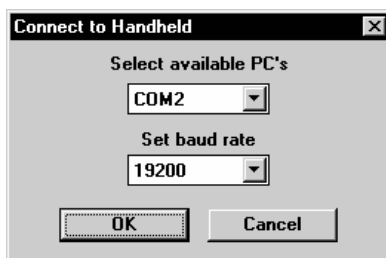 Connect to Handheld
Select available PC's
COM2
Set baud rate
19200
OK Cancel